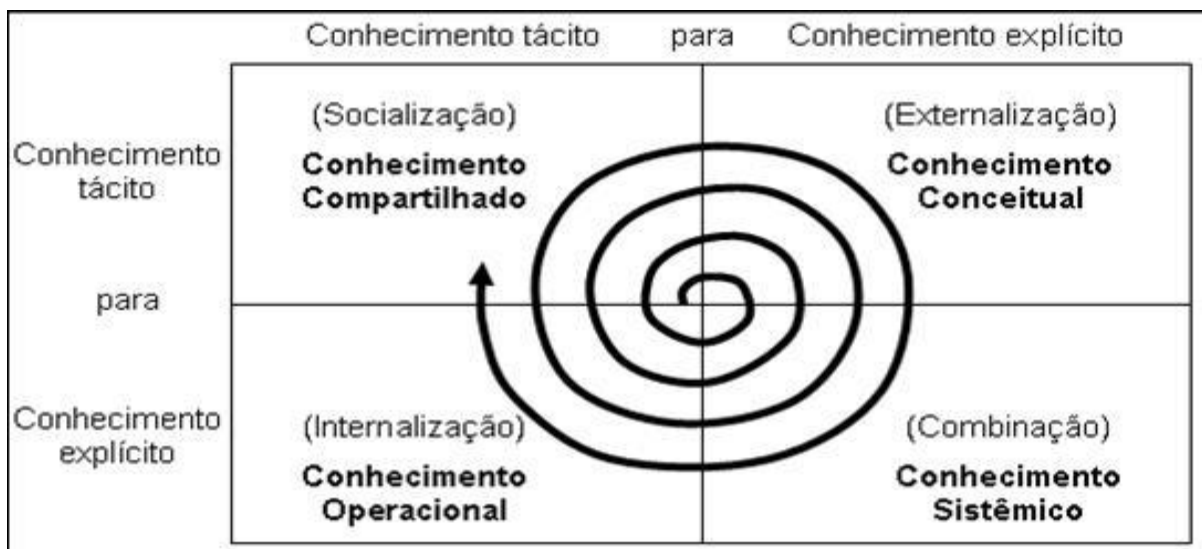 Conhecimento tácito para Conhecimento explícito
(Socialização)
Conhecimento
Compartilhado
(Externalização)
Conhecimento
Conceitual
Conhecimento
tácito
para
Conhecimento
explícito
(Internalização)
Conhecimento
Operacional
(Combinação)
Conhecimento
Sistêmico